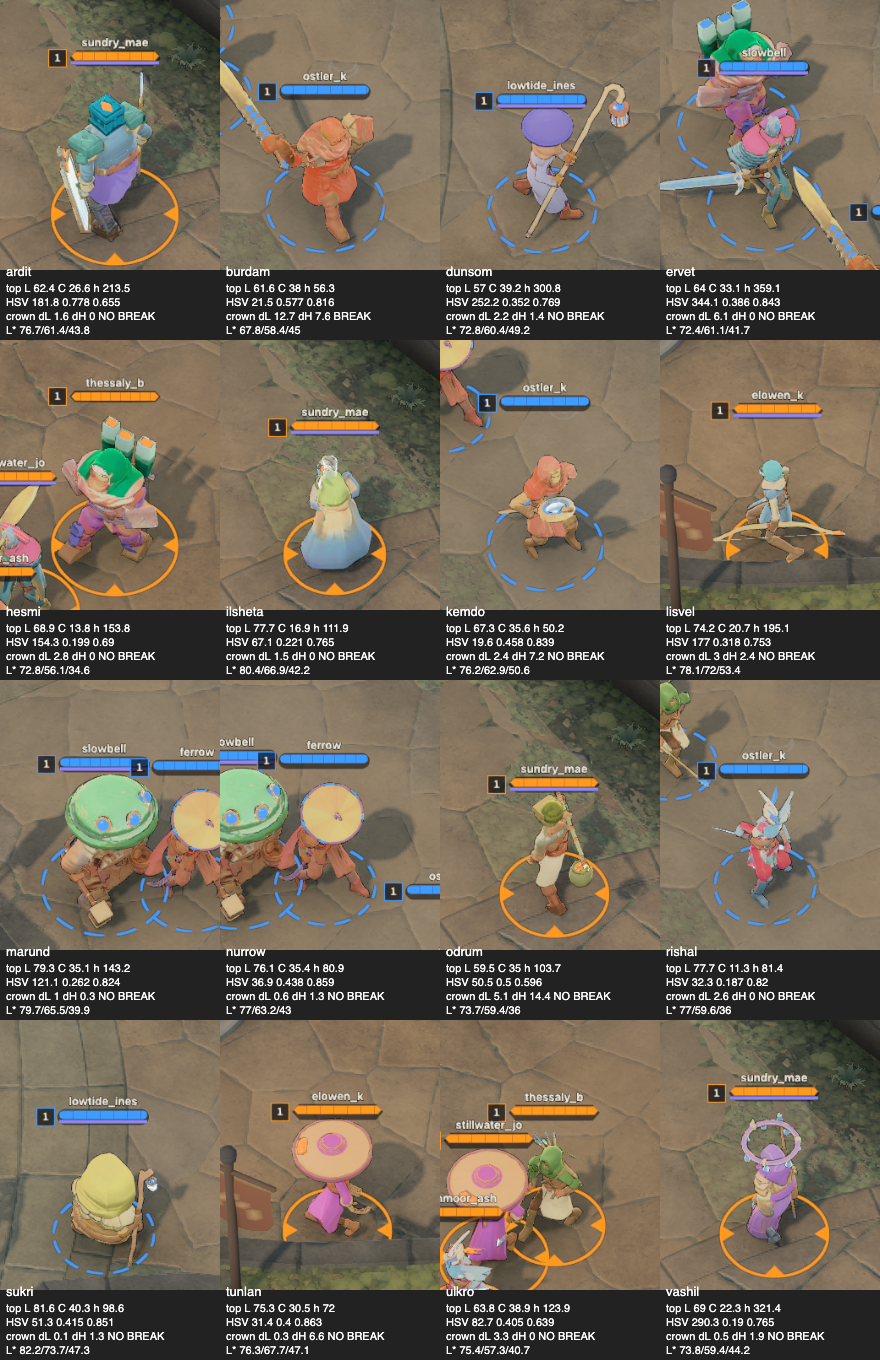 sundry_mae
1
ostler_k
1
lowtide_ines
1
slowbell
1
1
ardit
top L 62.4 C 26.6 h 213.5
HSV 181.8 0.778 0.655
crown dL 1.6 dH 0 NO BREAK
L* 76.7/61.4/43.8
burdam
top L 61.6 C 38 h 56.3
HSV 21.5 0.577 0.816
crown dL 12.7 dH 7.6 BREAK
L* 67.8/58.4/45
dunsom
top L 57 C 39.2 h 300.8
HSV 252.2 0.352 0.769
crown dL 2.2 dH 1.4 NO BREAK
L* 72.8/60.4/49.2
ervet
top L 64 C 33.1 h 359.1
HSV 344.1 0.386 0.843
crown dL 6.1 dH 0 NO BREAK
L* 72.4/61.1/41.7
thessaly_b
1
water_jo
_ash
sundry_mae
1
ostler_k
1
elowen_k
1
hesmi
top L 68.9 C 13.8 h 153.8
HSV 154.3 0.199 0.69
crown dL 2.8 dH 0 NO BREAK
L* 72.8/56.1/34.6
ilsheta
top L 77.7 C 16.9 h 111.9
HSV 67.1 0.221 0.765
crown dL 1.5 dH 0 NO BREAK
L* 80.4/66.9/42.2
kemdo
top L 67.3 C 35.6 h 50.2
HSV 19.6 0.458 0.839
crown dL 2.4 dH 7.2 NO BREAK
L* 76.2/62.9/50.6
lisvel
top L 74.2 C 20.7 h 195.1
HSV 177 0.318 0.753
crown dL 3 dH 2.4 NO BREAK
L* 78.1/72/53.4
slowbell
1
ferrow
1
owbell
1
ferrow
1
os
sundry_mae
1
ostler_k
1
marund
top L 79.3 C 35.1 h 143.2
HSV 121.1 0.262 0.824
crown dL 1 dH 0.3 NO BREAK
L* 79.7/65.5/39.9
nurrow
top L 76.1 C 35.4 h 80.9
HSV 36.9 0.438 0.859
crown dL 0.6 dH 1.3 NO BREAK
L* 77/63.2/43
odrum
top L 59.5 C 35 h 103.7
HSV 50.5 0.5 0.596
crown dL 5.1 dH 14.4 NO BREAK
L* 73.7/59.4/36
rishal
top L 77.7 C 11.3 h 81.4
HSV 32.3 0.187 0.82
crown dL 2.6 dH 0 NO BREAK
L* 77/59.6/36
lowtide_ines
1
elowen_k
1
thessaly_b
1
stillwater_jo
moor_ash
sundry_mae
1
sukri
top L 81.6 C 40.3 h 98.6
HSV 51.3 0.415 0.851
crown dL 0.1 dH 1.3 NO BREAK
L* 82.2/73.7/47.3
tunlan
top L 75.3 C 30.5 h 72
HSV 31.4 0.4 0.863
crown dL 0.3 dH 6.6 NO BREAK
L* 76.3/67.7/47.1
ulkro
top L 63.8 C 38.9 h 123.9
HSV 82.7 0.405 0.639
crown dL 3.3 dH 0 NO BREAK
L* 75.4/57.3/40.7
vashil
top L 69 C 22.3 h 321.4
HSV 290.3 0.19 0.765
crown dL 0.5 dH 1.9 NO BREAK
L* 73.8/59.4/44.2